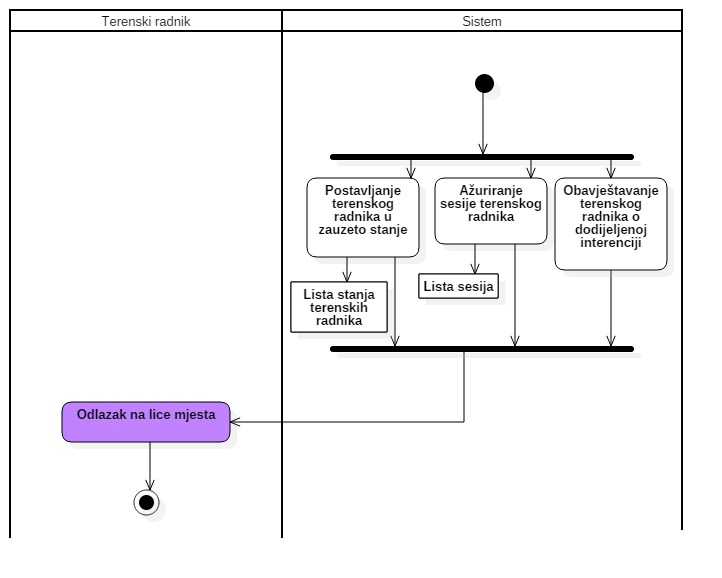 Terenski radnik
Sistem
Postavljanje
terenskog
radnika u
zauzeto stanje
Ažuriranje
sesije terenskog
radnika
Obavještavanje
terenskog
radnika o
dodijeljenoj
interenciji
Lista stanja
terenskih
radnika
Lista sesija
Odlazak na lice mjesta